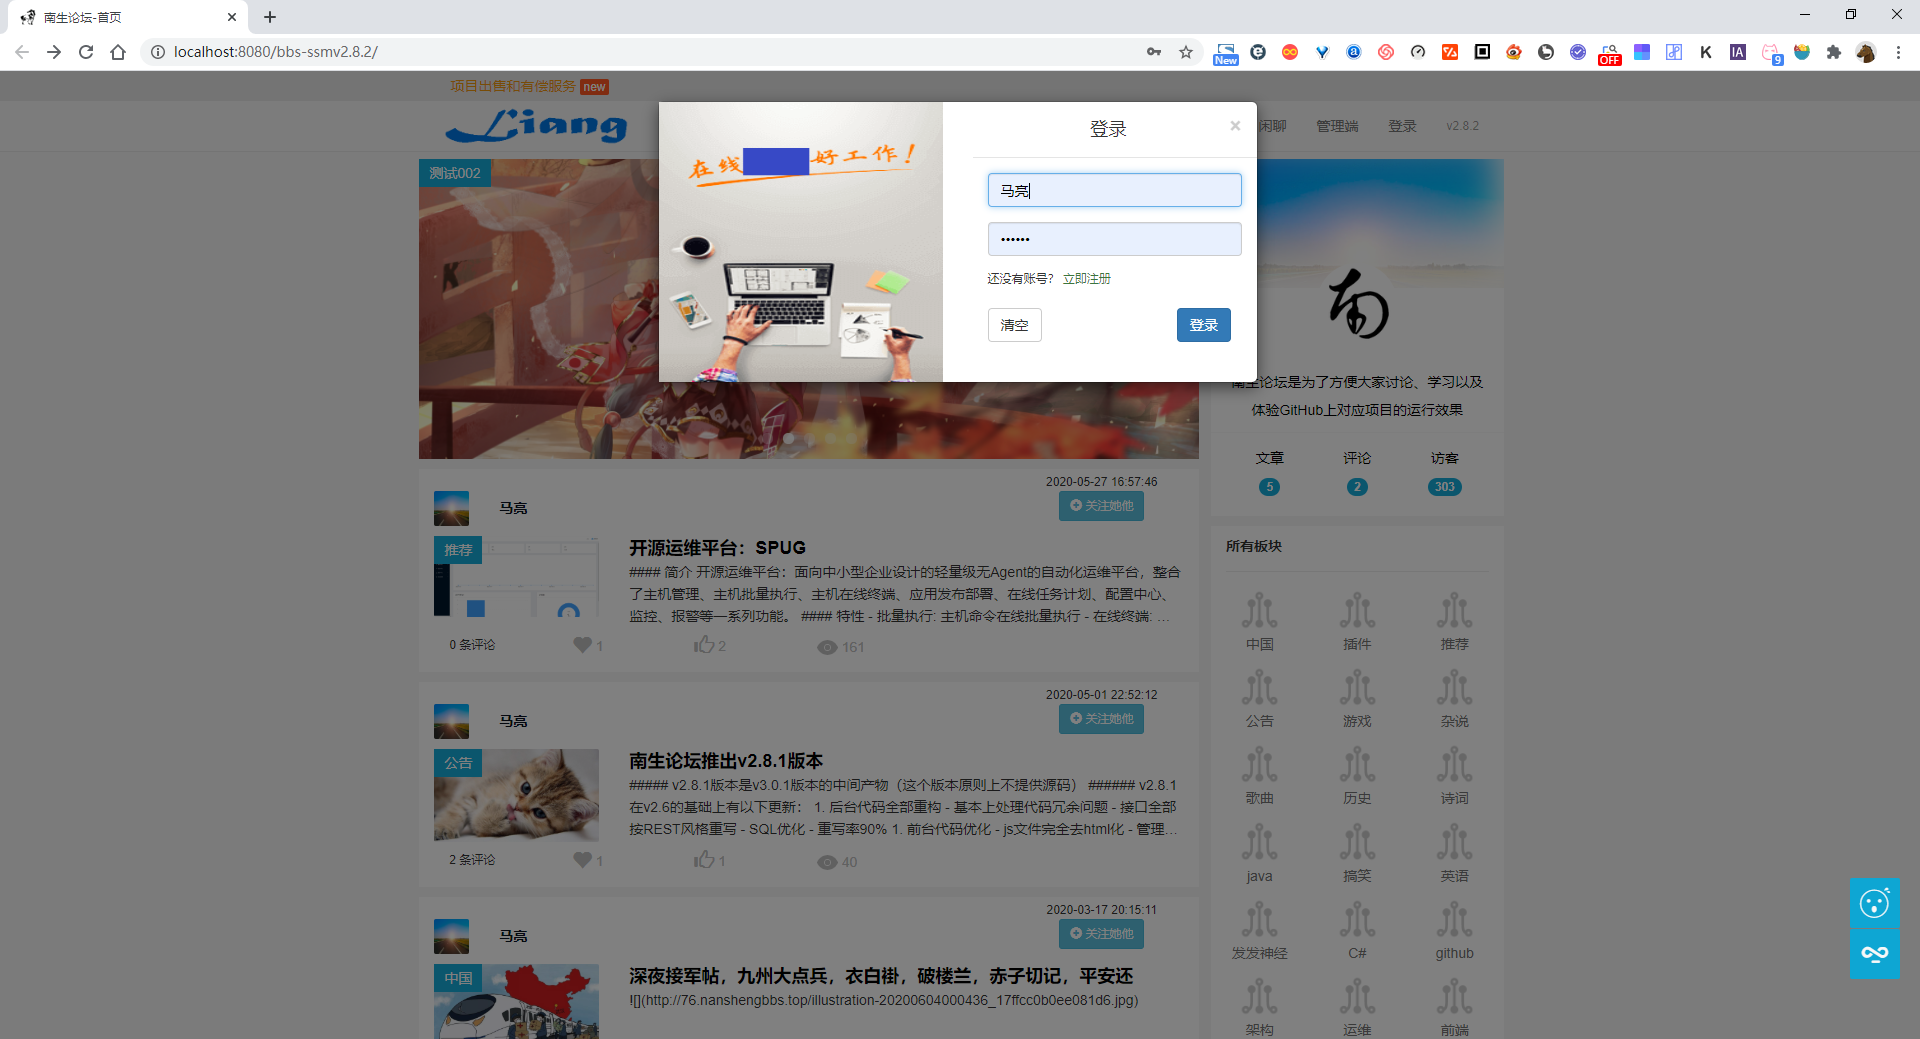 南生论坛-首页
localhost:8080/bbs-ssmv2.8.2/
New
OFF
IA
9
项目出售和有偿服务 new
Liang
闲聊 管理端 登录 v2.8.2
测试002
在线 好工作!
登录
×
马亮
••••••
还没有账号? 立即注册
清空 登录
南
南生论坛是为了方便大家讨论、学习以及
体验GitHub上对应项目的运行效果
文章 评论 访客
5 2 303
2020-05-27 16:57:46
马亮
关注她他
推荐
开源运维平台：SPUG
#### 简介 开源运维平台：面向中小型企业设计的轻量级无Agent的自动化运维平台，整合
了主机管理、主机批量执行、主机在线终端、应用发布部署、在线任务计划、配置中心、
监控、报警等一系列功能。 #### 特性 - 批量执行: 主机命令在线批量执行 - 在线终端: ...
0 条评论 1 2 161
2020-05-01 22:52:12
马亮
关注她他
公告
南生论坛推出v2.8.1版本
##### v2.8.1版本是v3.0.1版本的中间产物（这个版本原则上不提供源码） ###### v2.8.1
在v2.6的基础上有以下更新： 1. 后台代码全部重构 - 基本上处理代码冗余问题 - 接口全部
按REST风格重写 - SQL优化 - 重写率90% 1. 前台代码优化 - js文件完全去html化 - 管理...
2 条评论 1 1 40
2020-03-17 20:15:11
马亮
关注她他
中国
深夜接军帖，九州大点兵，衣白褂，破楼兰，赤子切记，平安还
![](http://76.nanshengbbs.top/illustration-20200604000436_17ffcc0b0ee081d6.jpg)
所有板块
中国 插件 推荐
公告 游戏 杂说
歌曲 历史 诗词
java 搞笑 英语
发发神经 C# github
架构 运维 前端